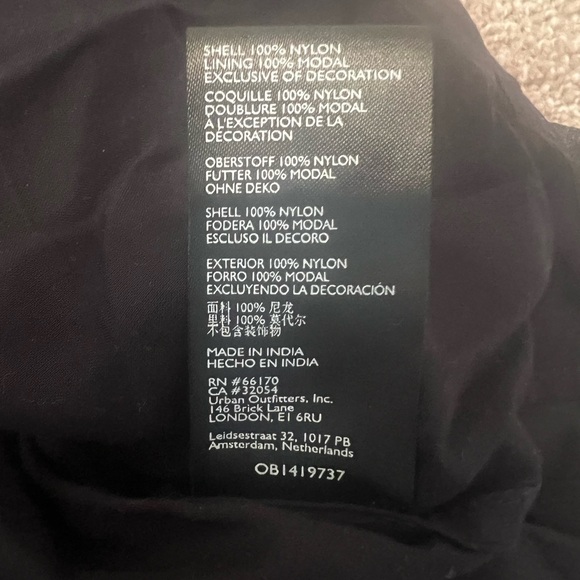 SHELL 100% NYLON
LINING 100% MODAL
EXCLUSIVE OF DECORATION
COQUILLE 100% NYLON
DOUBLURE 100% MODAL
À L'EXCEPTION DE LA
DÉCORATION
OBERSTOFF 100% NYLON
FUTTER 100% MODAL
OHNE DEKO
SHELL 100% NYLON
FODERA 100% MODAL
ESCLUSO IL DECORO
EXTERIOR 100% NYLON
FORRO 100% MODAL
EXCLUYENDO LA DECORACIÓN
面料 100% 尼龙
里料 100% 莫代尔
不包含装饰物
MADE IN INDIA
HECHO EN INDIA
RN #66170
CA #32054
Urban Outfitters, Inc.
146 Brick Lane
LONDON, E1 6RU
Leidsestraat 32, 1017 PB
Amsterdam, Netherlands
OB1419737